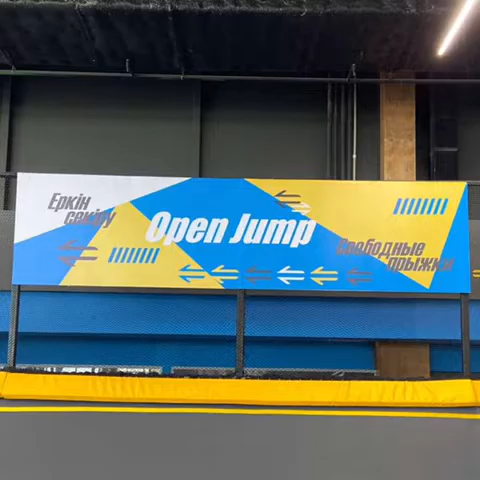 Еркін
секіру
Open Jump
Свободные
прыжки